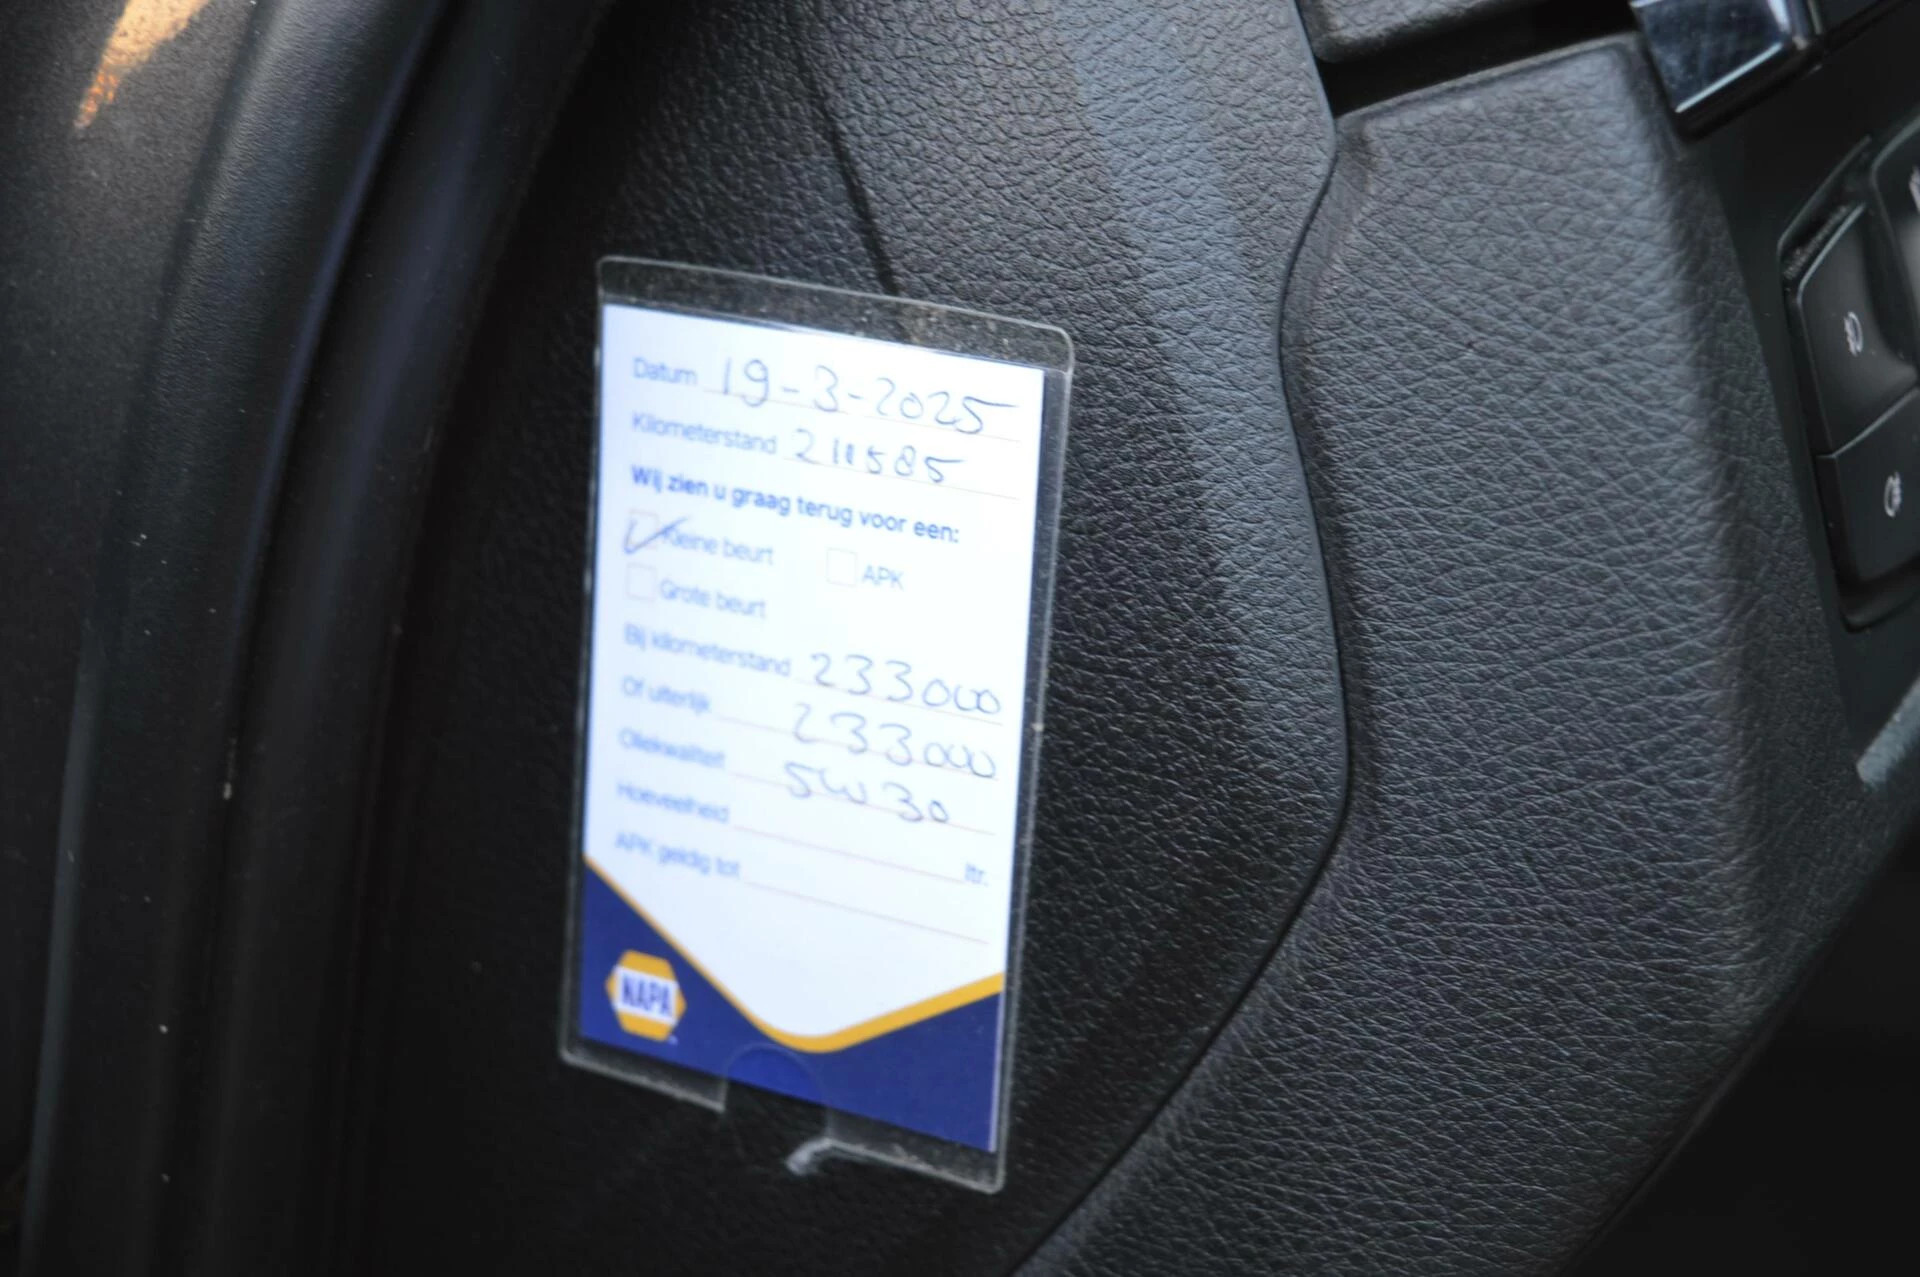 Datum 19-3-2025
Kilometerstand 211585
Wij zien u graag terug voor een:
Kleine beurt APK
Grote beurt
Bij kilometerstand 233000
Of uiterlijk 233000
Oliekwaliteit 5W30
Hoeveelheid ltr.
APK geldig tot
NAPA